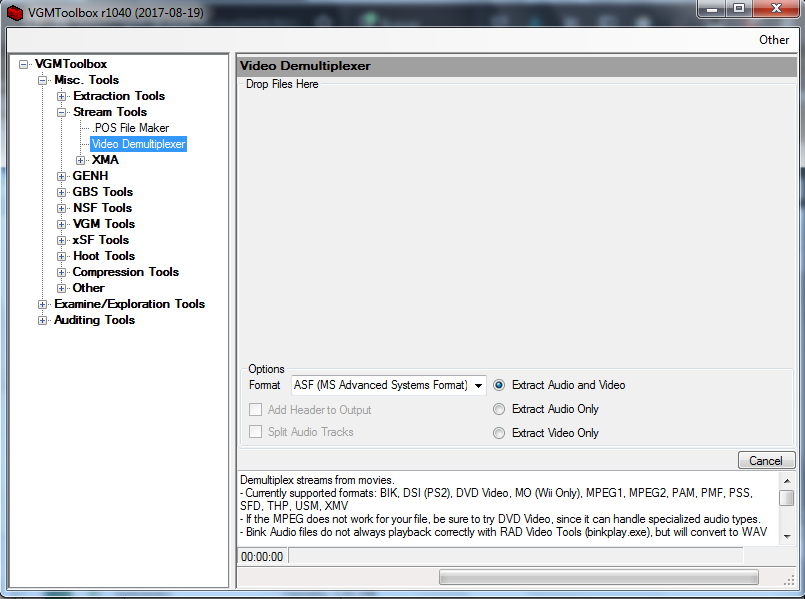 VGMToolbox r1040 (2017-08-19)
Other
VGMToolbox
Misc. Tools
Extraction Tools
Stream Tools
.POS File Maker
Video Demultiplexer
XMA
GENH
GBS Tools
NSF Tools
VGM Tools
xSF Tools
Hoot Tools
Compression Tools
Other
Examine/Exploration Tools
Auditing Tools
Video Demultiplexer
Drop Files Here
Options
Format ASF (MS Advanced Systems Format) Extract Audio and Video
Add Header to Output Extract Audio Only
Split Audio Tracks Extract Video Only
Cancel
Demultiplex streams from movies.
- Currently supported formats: BIK, DSI (PS2), DVD Video, MO (Wii Only), MPEG1, MPEG2, PAM, PMF, PSS,
SFD, THP, USM, XMV
- If the MPEG does not work for your file, be sure to try DVD Video, since it can handle specialized audio types.
- Bink Audio files do not always playback correctly with RAD Video Tools (binkplay.exe), but will convert to WAV
00:00:00